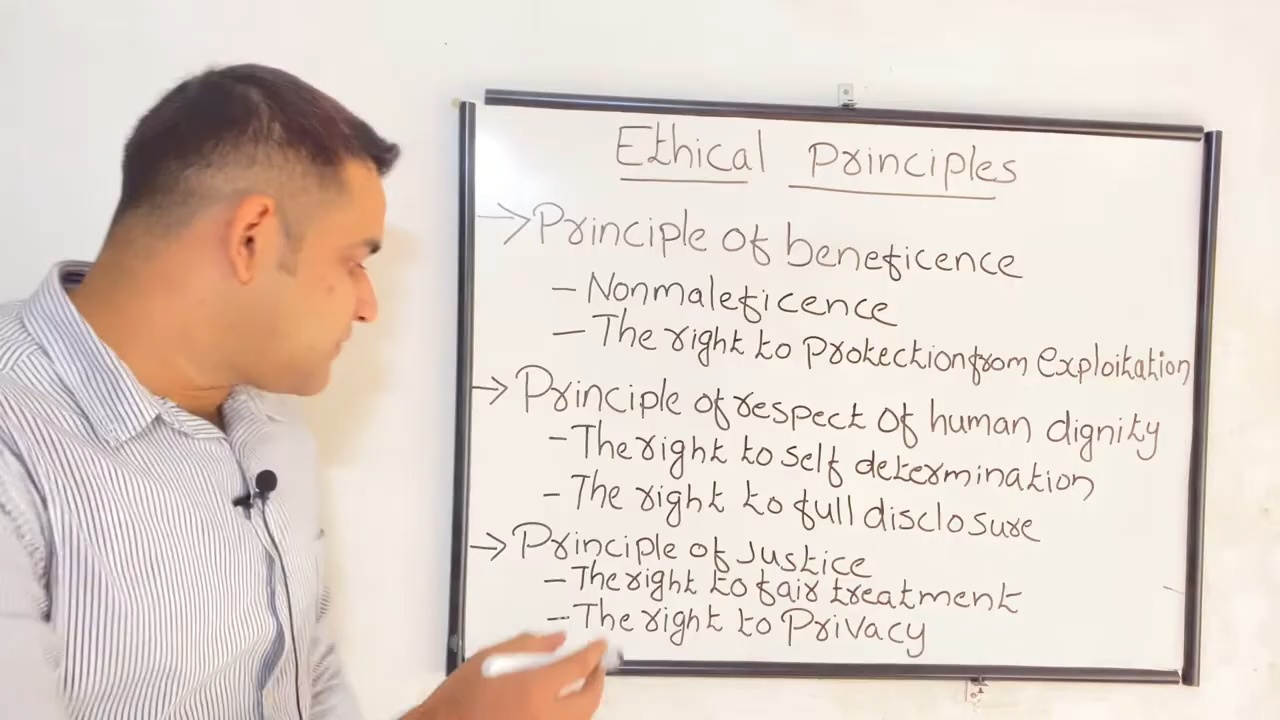 Ethical Principles
→ Principle of beneficence
- Nonmaleficence
- The right to Protection from exploitation
→ Principle of respect of human dignity
- The right to self determination
- The right to full disclosure
→ Principle of Justice
- The right to fair treatment
- The right to Privacy